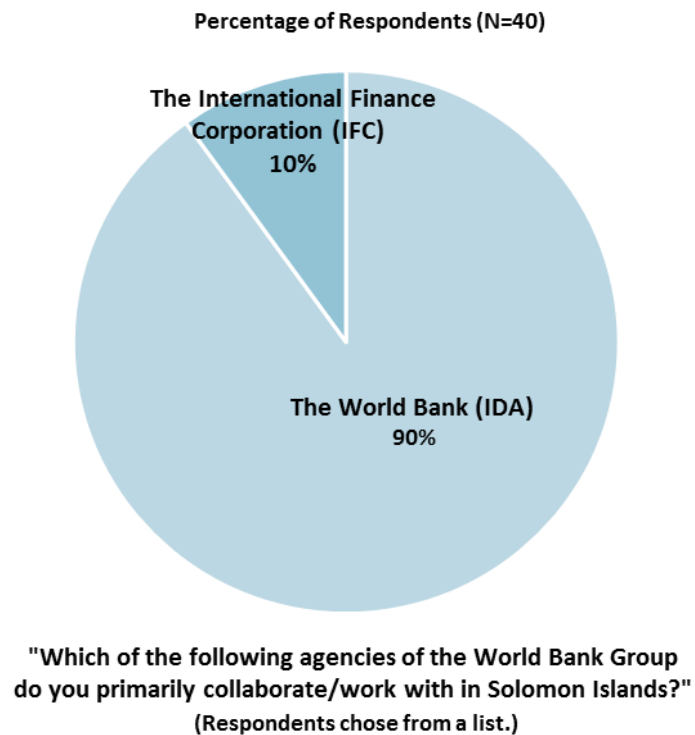 Percentage of Respondents (N=40)
The International Finance
Corporation (IFC)
10%
The World Bank (IDA)
90%
"Which of the following agencies of the World Bank Group
do you primarily collaborate/work with in Solomon Islands?"
(Respondents chose from a list.)